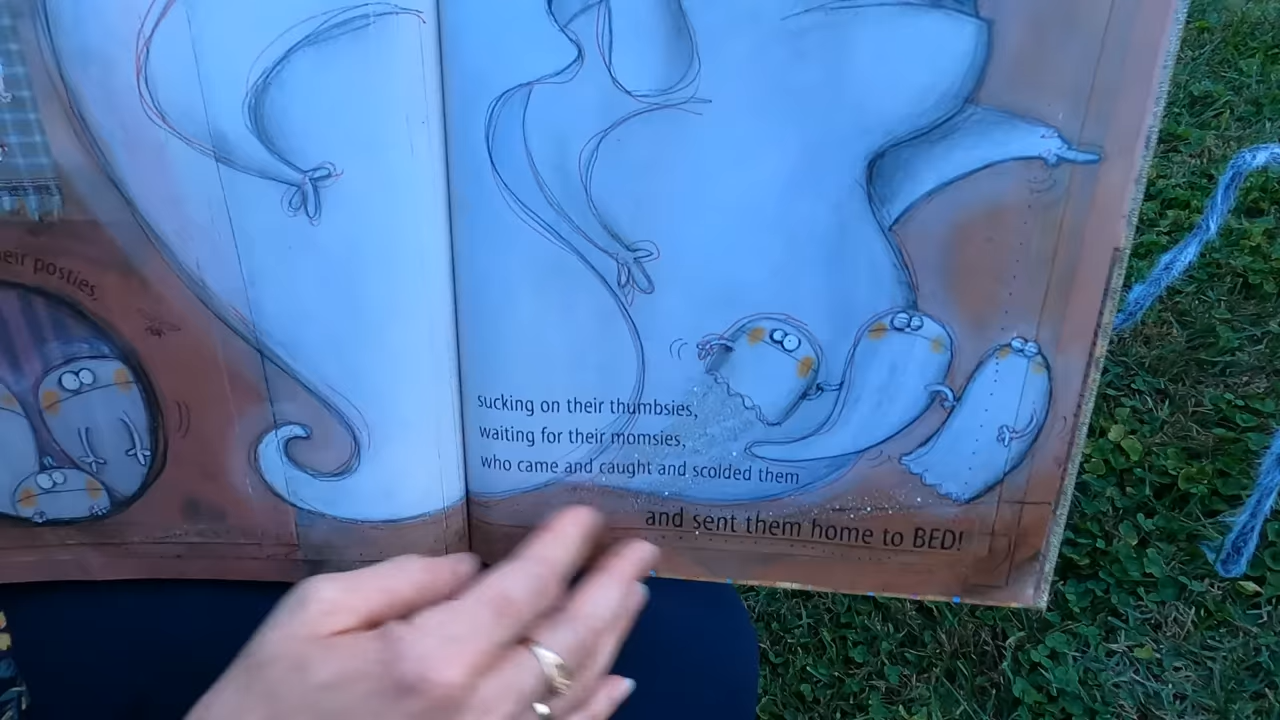 eir posties,
sucking on their thumbsies,
waiting for their momsies,
who came and caught and scolded them
and sent them home to BED!